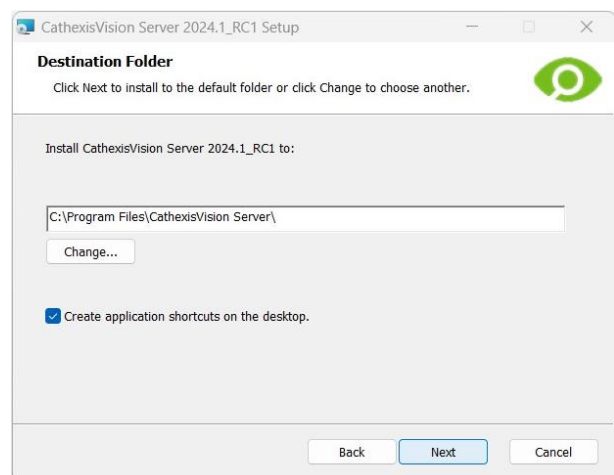 CathexisVision Server 2024.1_RC1 Setup
Destination Folder
Click Next to install to the default folder or click Change to choose another.
Install CathexisVision Server 2024.1_RC1 to:
C:\Program Files\CathexisVision Server\
Change...
Create application shortcuts on the desktop.
Back Next Cancel